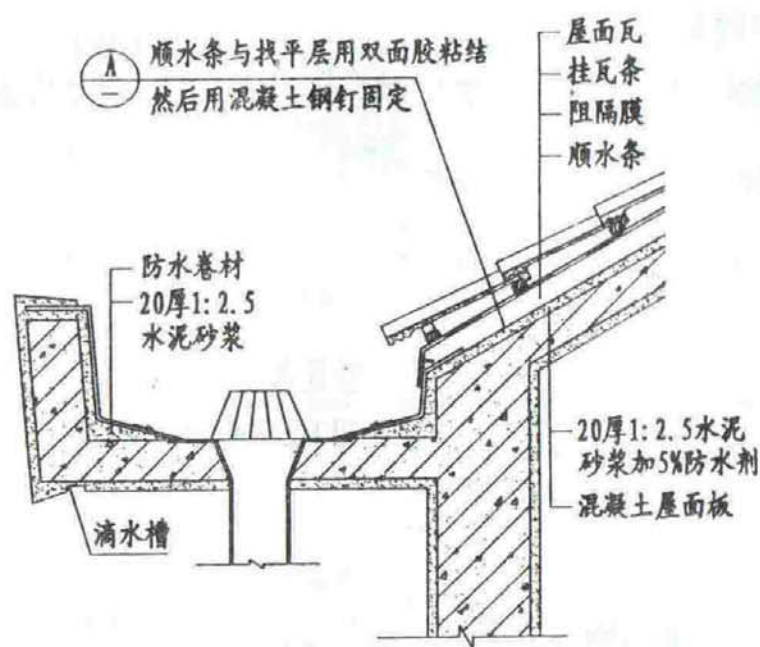 A
—
顺水条与找平层用双面胶粘结
然后用混凝土钢钉固定
屋面瓦
挂瓦条
阻隔膜
顺水条
防水卷材
20厚1:2.5
水泥砂浆
20厚1:2.5水泥
砂浆加5%防水剂
混凝土屋面板
滴水槽